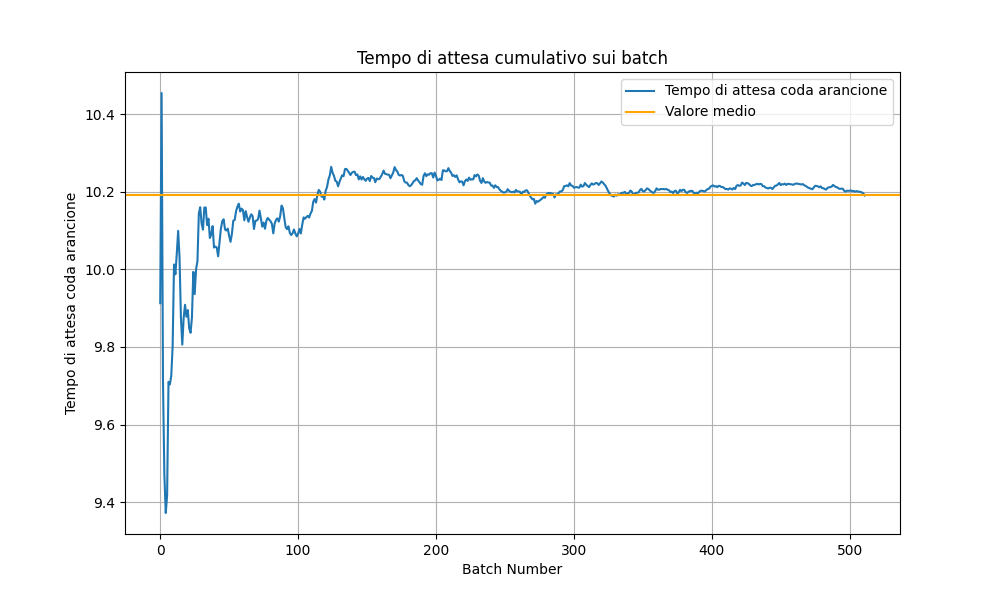 Tempo di attesa cumulativo sui batch
Tempo di attesa coda arancione
Valore medio
10.4
10.2
10.0
9.8
9.6
9.4
Tempo di attesa coda arancione
0 100 200 300 400 500
Batch Number